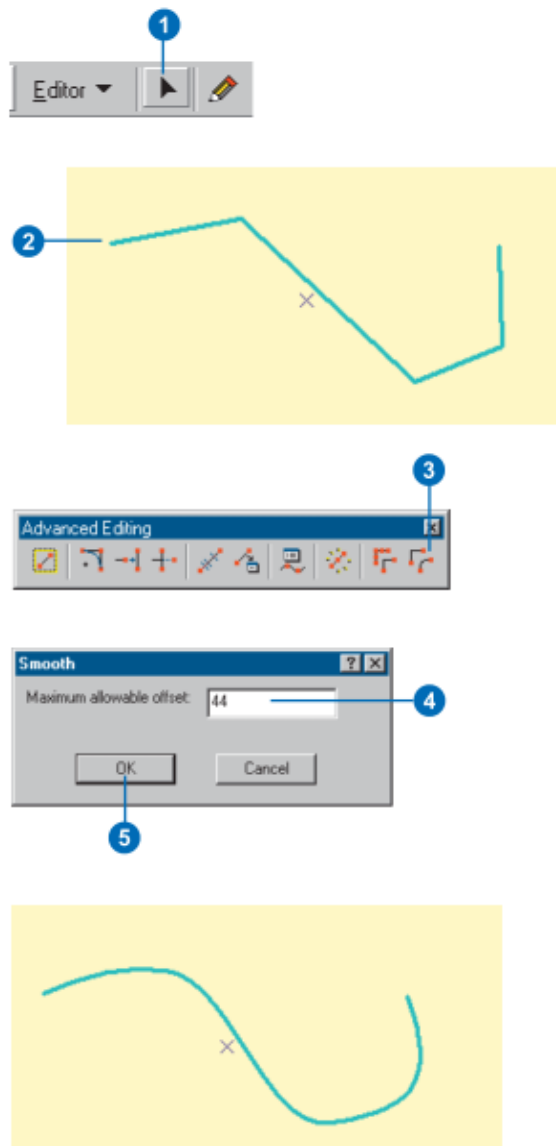 1
Editor
2
3
Advanced Editing
Smooth
Maximum allowable offset: 44
4
OK Cancel
5